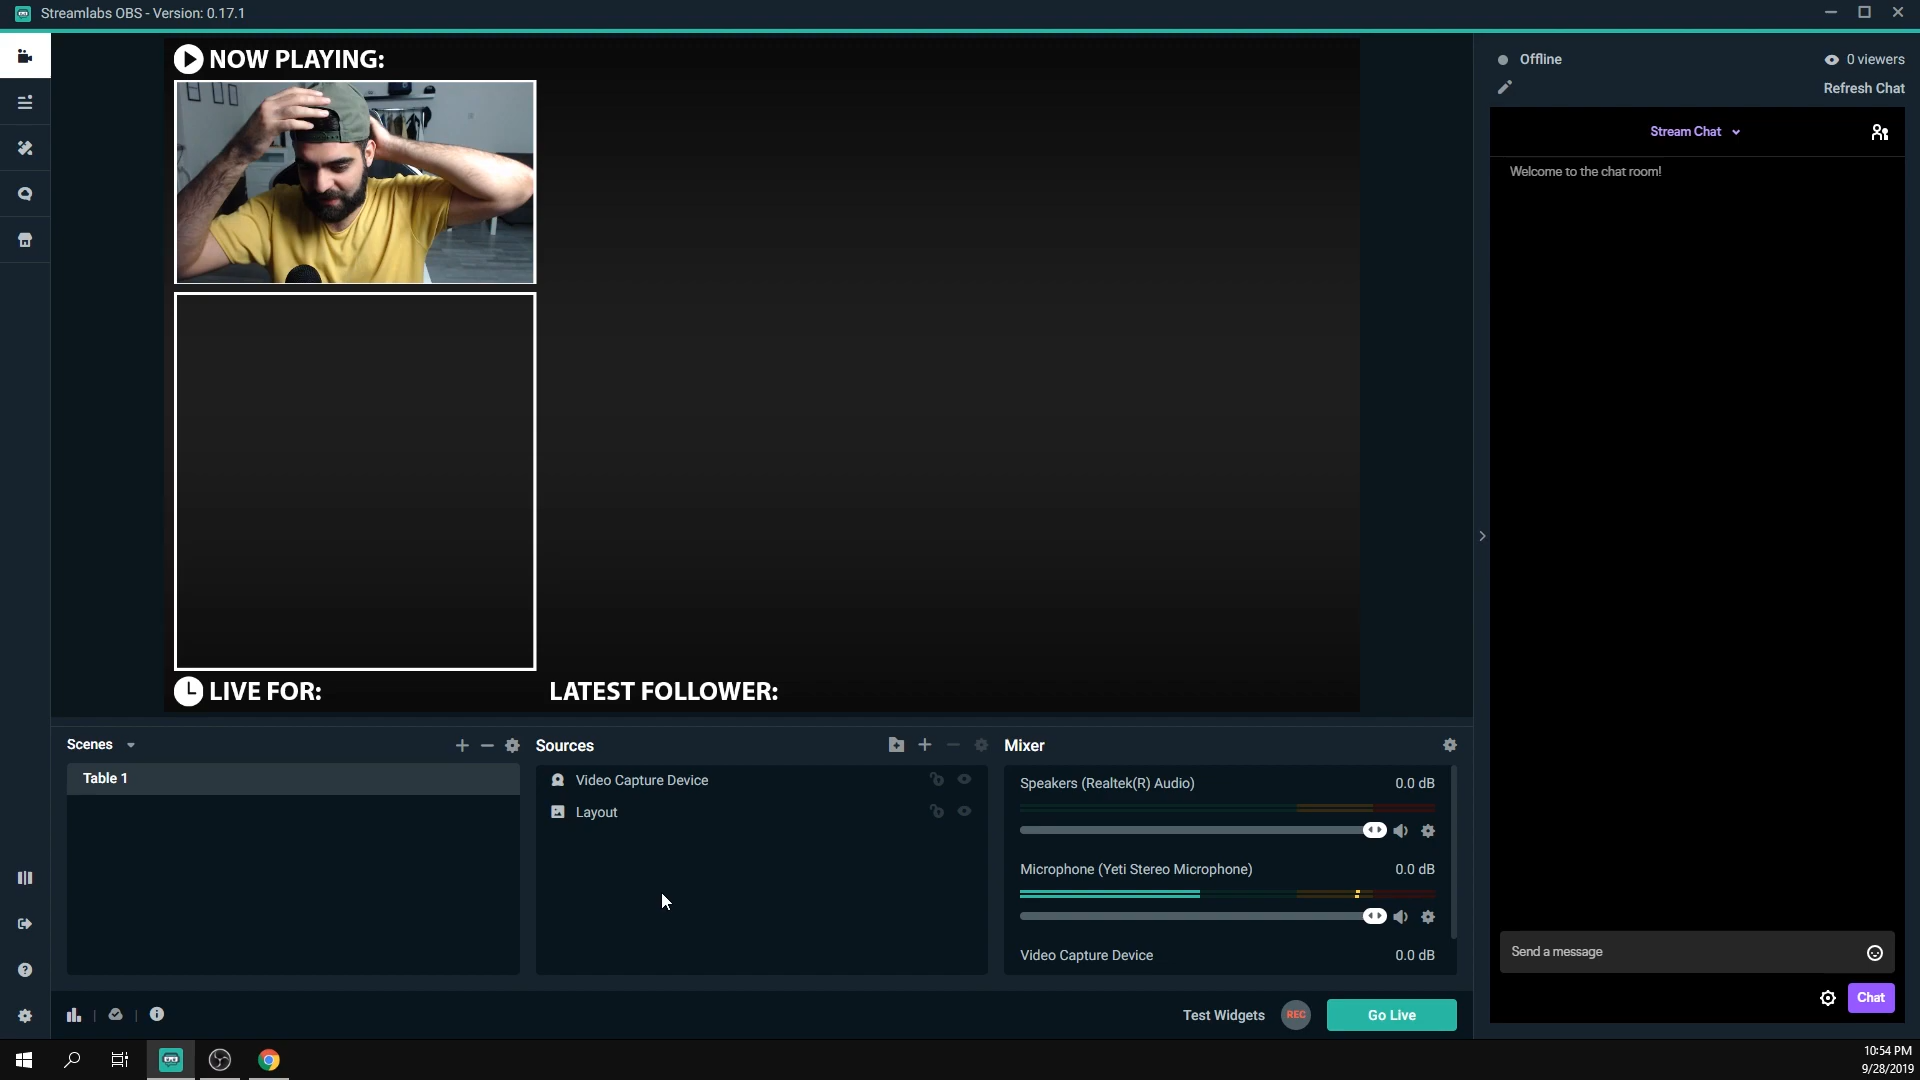 Streamlabs OBS - Version: 0.17.1
NOW PLAYING:
LIVE FOR:
LATEST FOLLOWER:
Offline
0 viewers
Refresh Chat
Stream Chat
Welcome to the chat room!
Scenes
Table 1
Sources
Video Capture Device
Layout
Mixer
Speakers (Realtek(R) Audio) 0.0 dB
Microphone (Yeti Stereo Microphone) 0.0 dB
Video Capture Device 0.0 dB
Send a message
Chat
Test Widgets
REC
Go Live
10:54 PM
9/28/2019